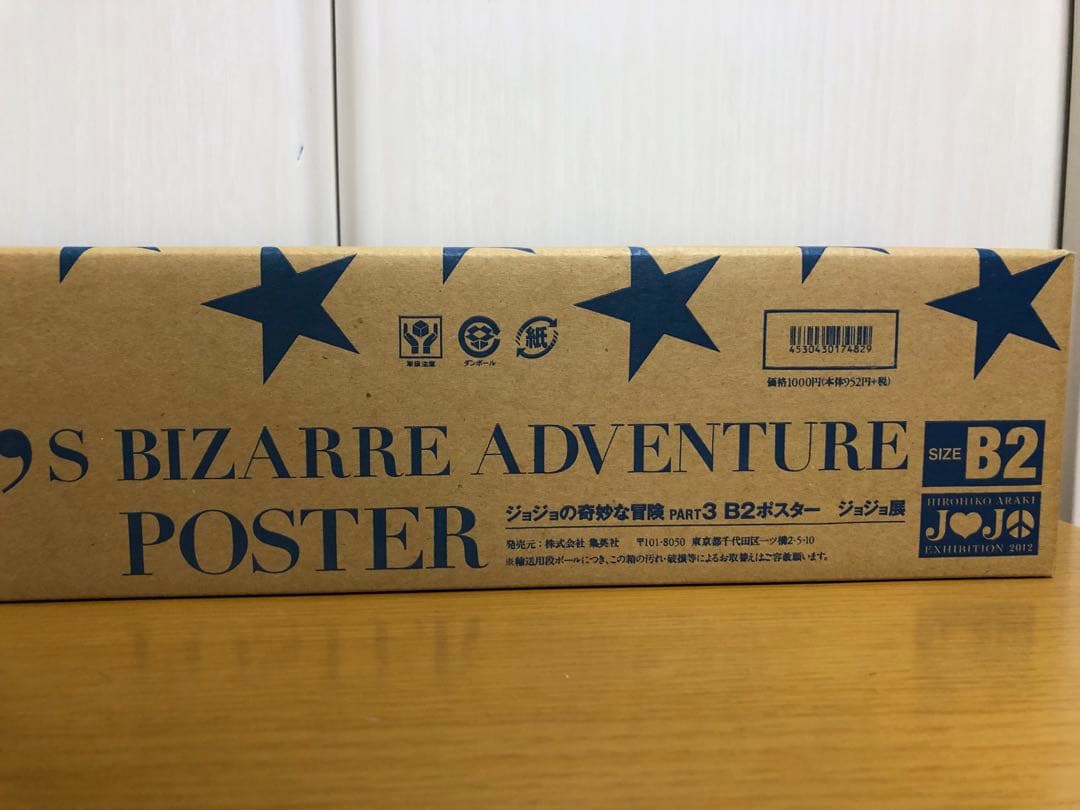 取扱注意
ダンボール
紙
4530430174829
価格1000円(本体952円+税)
'S BIZARRE ADVENTURE
POSTER
SIZE B2
ジョジョの奇妙な冒険 PART3 B2ポスター ジョジョ展
発売元:株式会社 集英社 〒101-8050 東京都千代田区一ツ橋2-5-10
※輸送用段ボールにつき、この箱の汚れ・破損等によるお取替えはご容赦願います。
HIROHIKO ARAKI
JOJO
EXHIBITION 2012